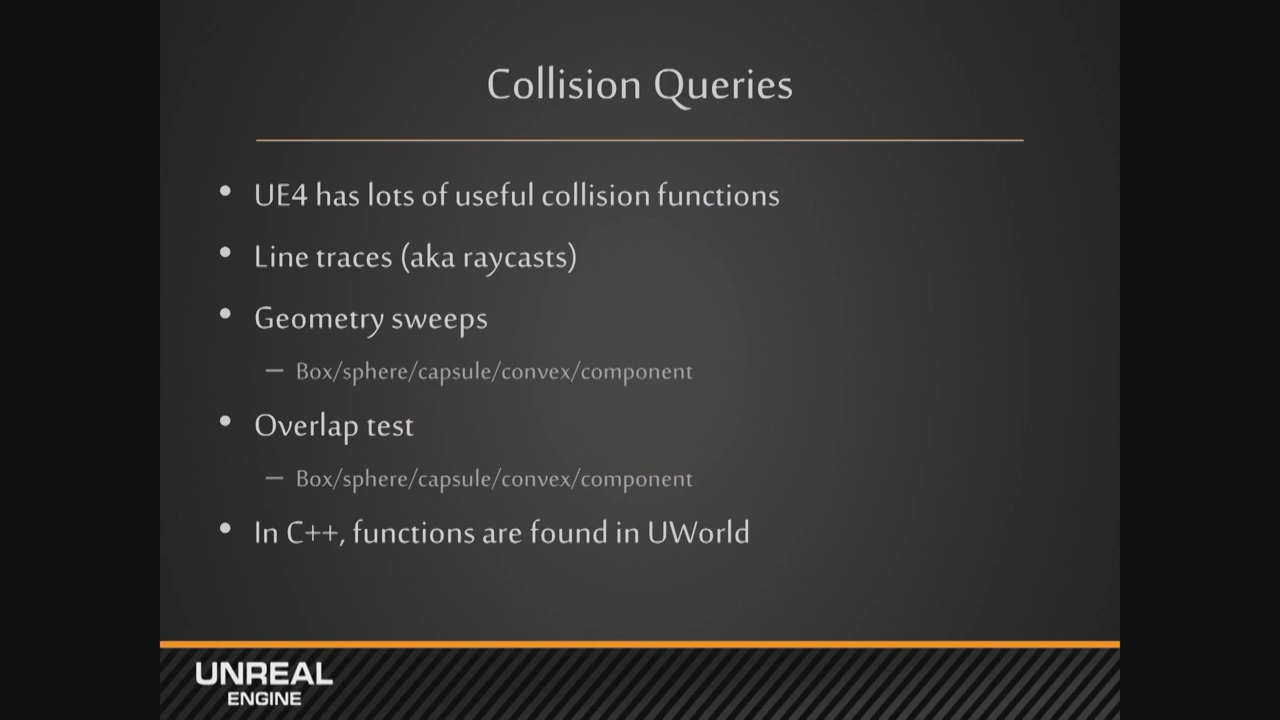 Collision Queries
• UE4 has lots of useful collision functions
• Line traces (aka raycasts)
• Geometry sweeps
– Box/sphere/capsule/convex/component
• Overlap test
– Box/sphere/capsule/convex/component
• In C++, functions are found in UWorld
UNREAL
ENGINE